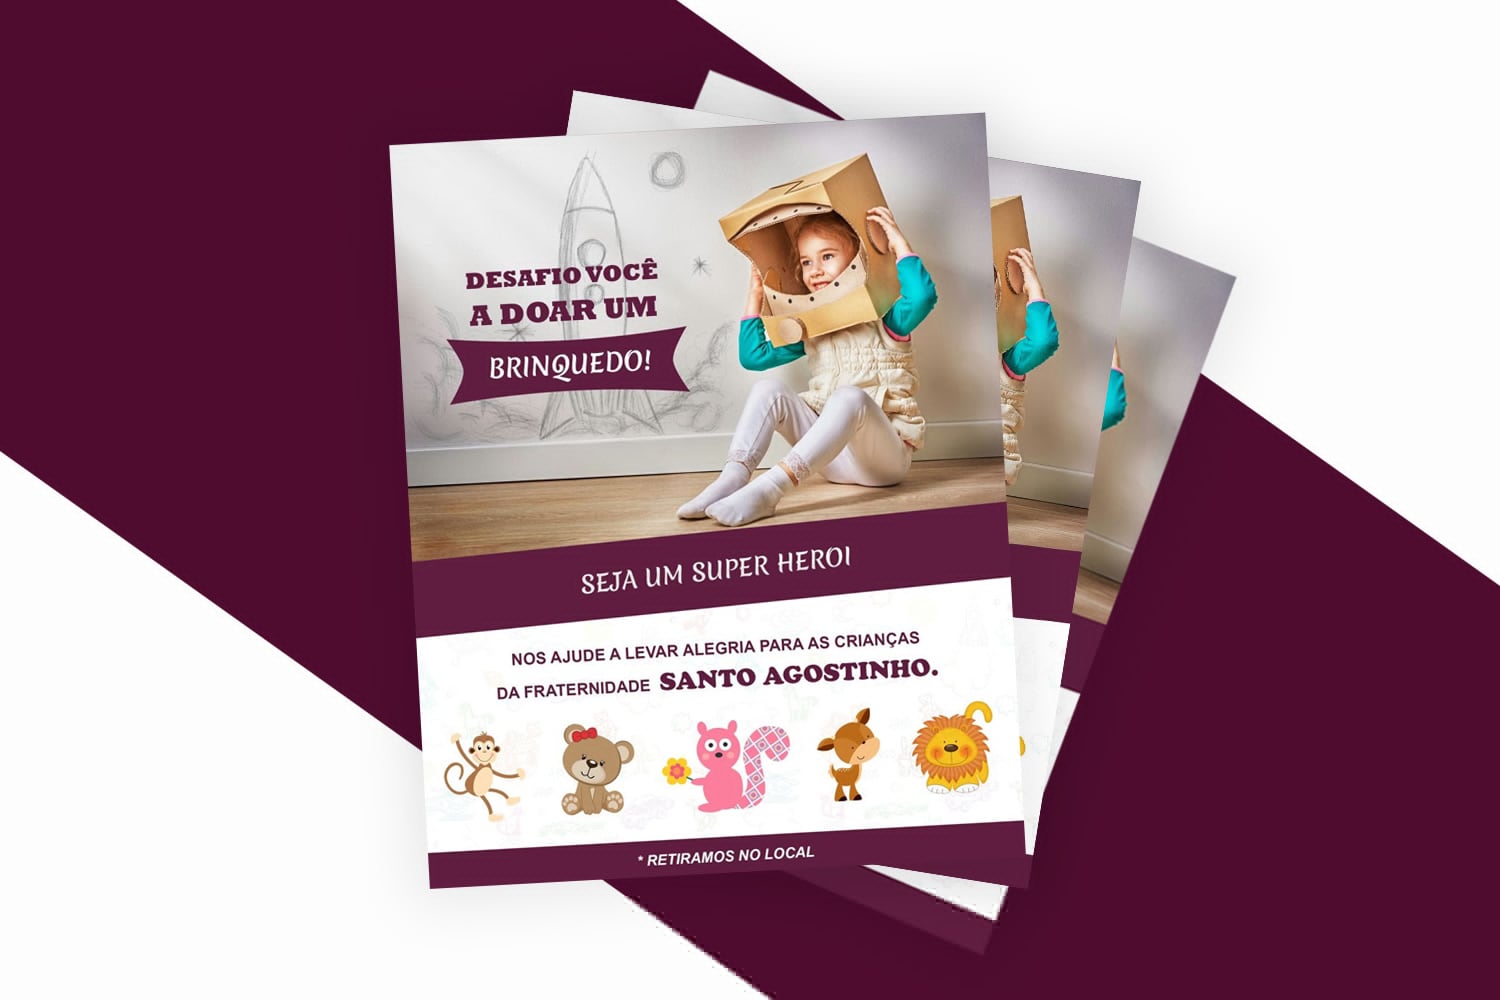 DESAFIO VOCÊ
A DOAR UM
BRINQUEDO!
SEJA UM SUPER HEROI
NOS AJUDE A LEVAR ALEGRIA PARA AS CRIANÇAS
DA FRATERNIDADE SANTO AGOSTINHO.
* RETIRAMOS NO LOCAL